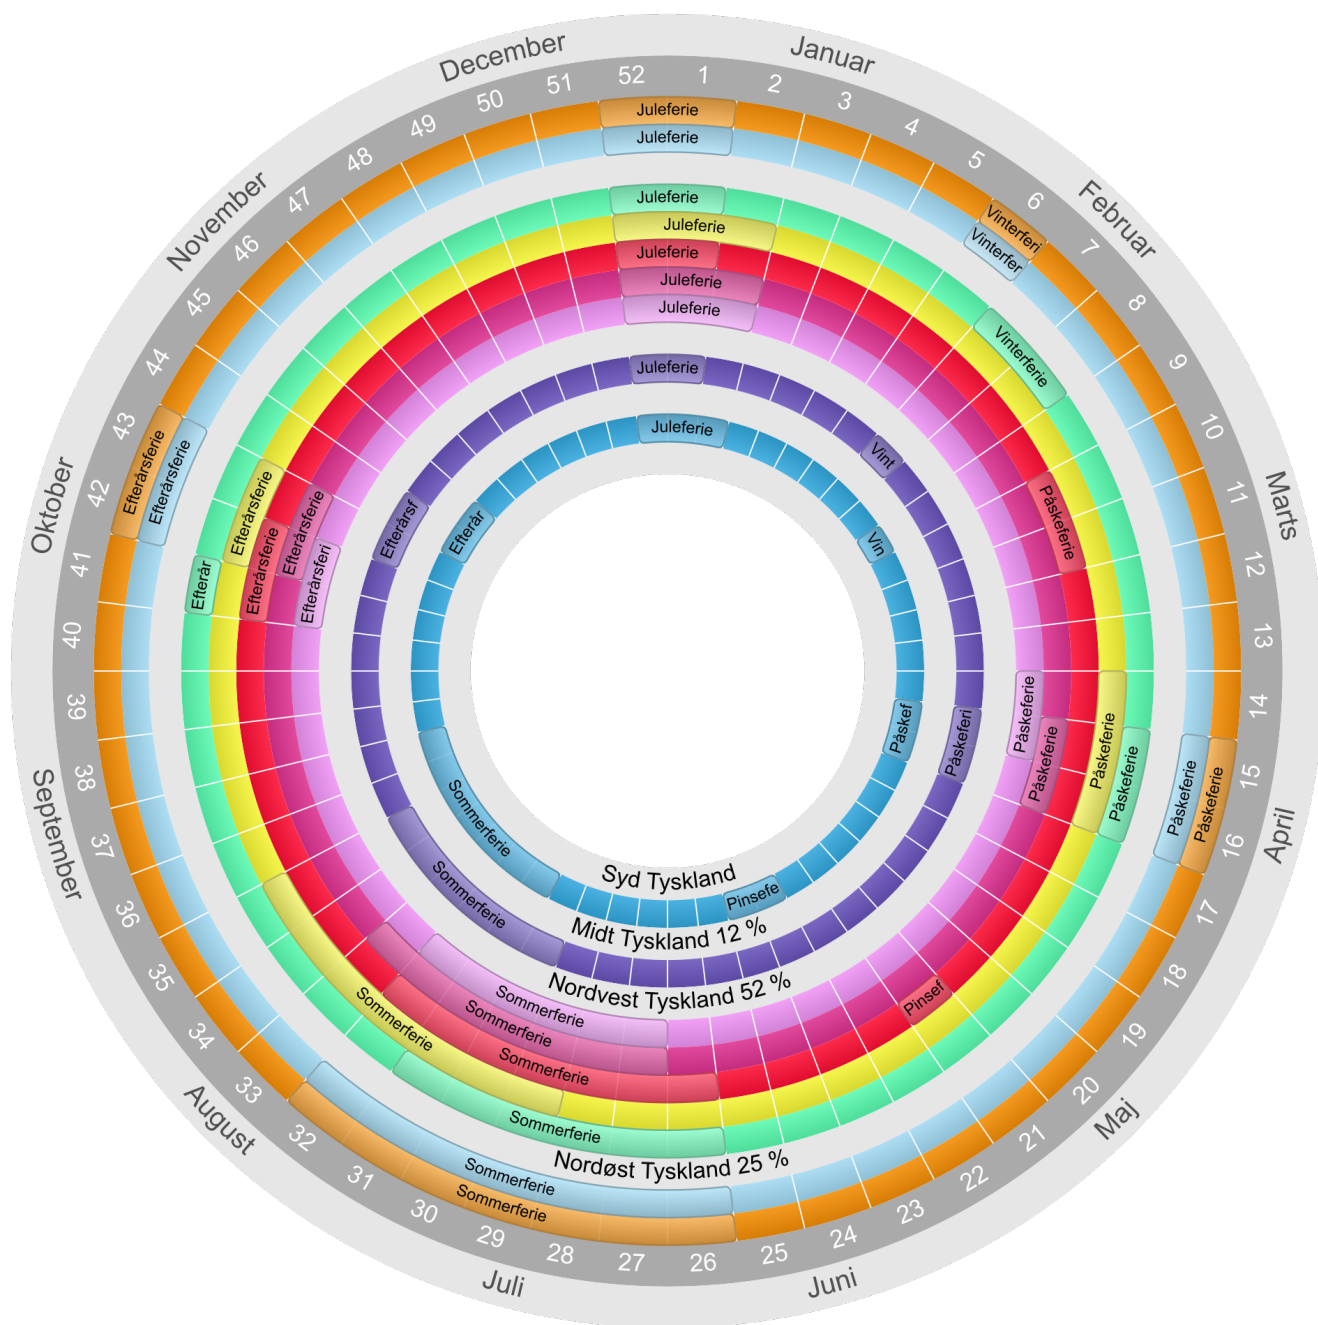 Januar
Februar
Marts
April
Maj
Juni
Juli
August
September
Oktober
November
December
1
2
3
4
5
6
7
8
9
10
11
12
13
14
15
16
17
18
19
20
21
22
23
24
25
26
27
28
29
30
31
32
33
34
35
36
37
38
39
40
41
42
43
44
45
46
47
48
49
50
51
52
Juleferie
Vinterferi
Påskeferie
Sommerferie
Efterårsferie
Juleferie
Vinterfer
Påskeferie
Sommerferie
Efterårsferie
Nordøst Tyskland 25 %
Juleferie
Vinterferie
Påskeferie
Sommerferie
Efterår
Juleferie
Påskeferie
Sommerferie
Efterårsferie
Juleferie
Påskeferie
Pinsef
Sommerferie
Efterårsferie
Juleferie
Påskeferie
Sommerferie
Efterårsferie
Juleferie
Påskeferie
Sommerferie
Efterårsferi
Nordvest Tyskland 52 %
Juleferie
Vint
Påskeferi
Sommerferie
Efterårsf
Midt Tyskland 12 %
Juleferie
Vin
Påskef
Pinsefe
Sommerferie
Efterår
Syd Tyskland